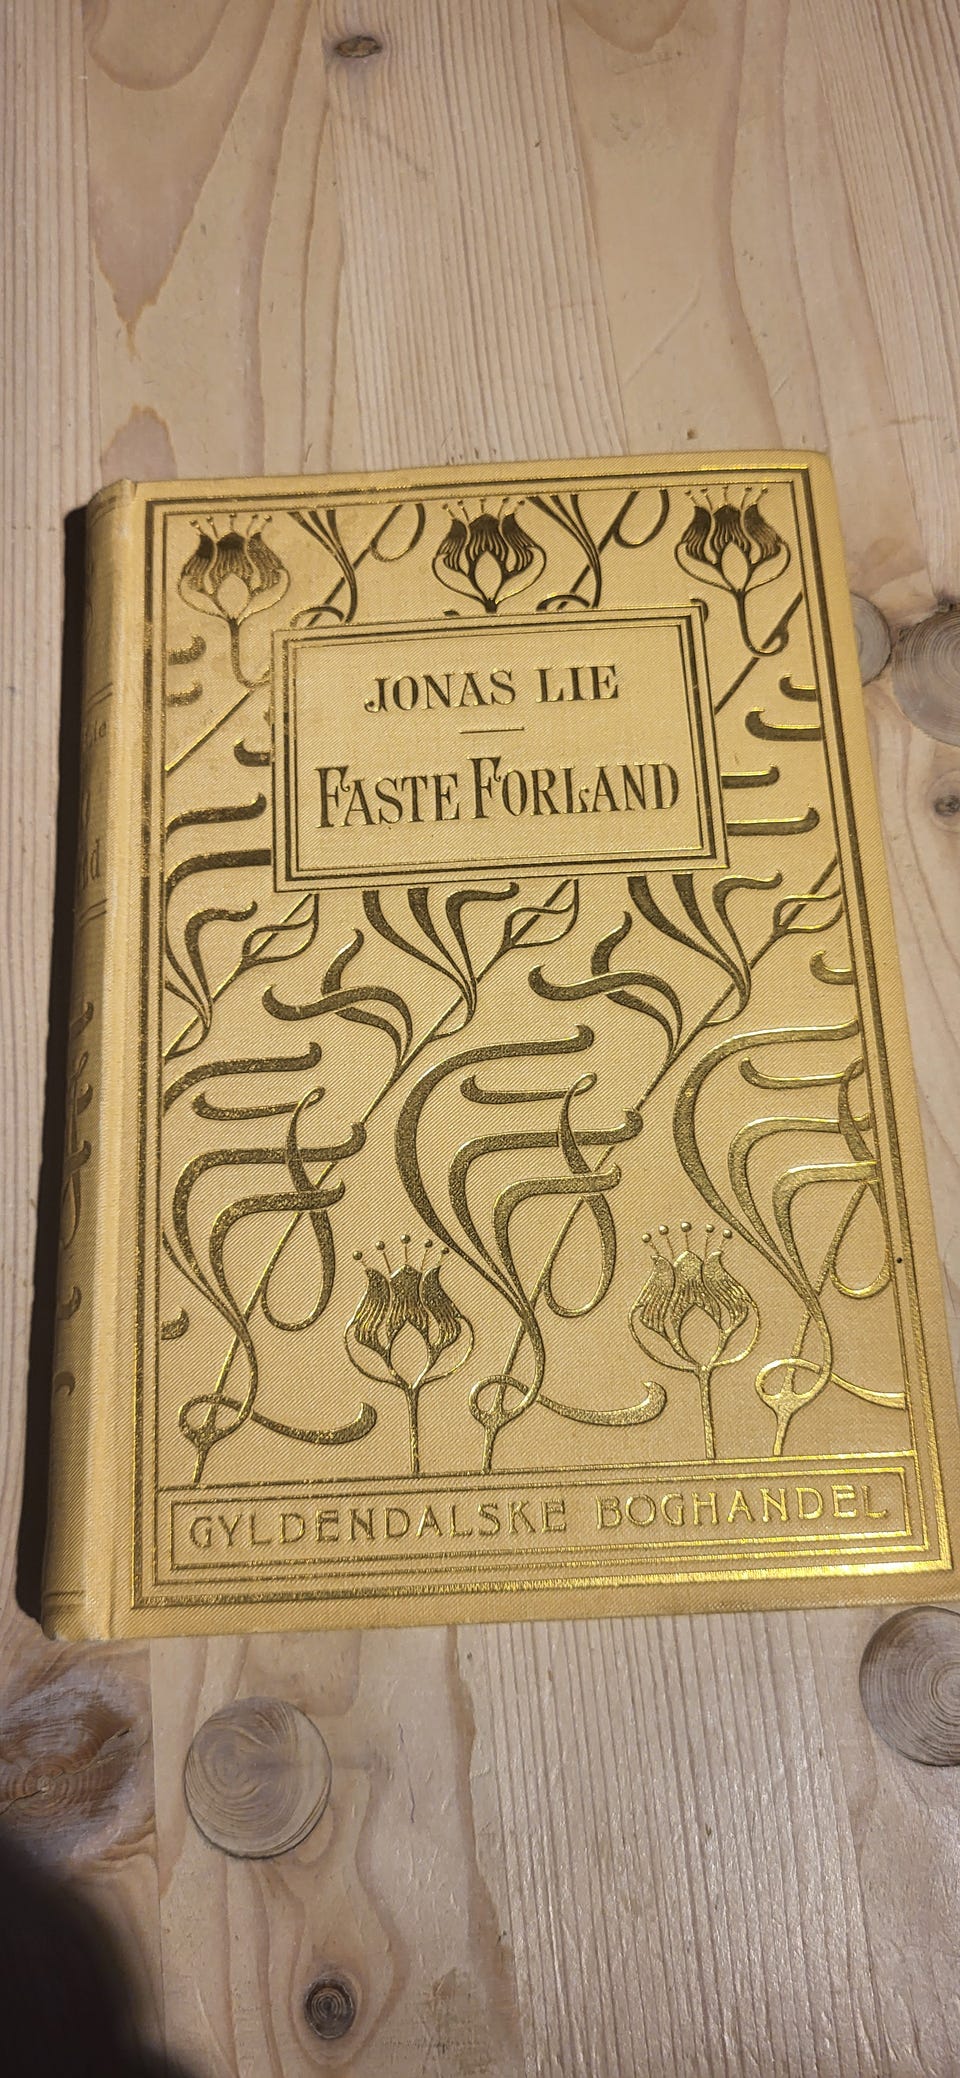 JONAS LIE
FASTE FORLAND
GYLDENDALSKE BOGHANDEL